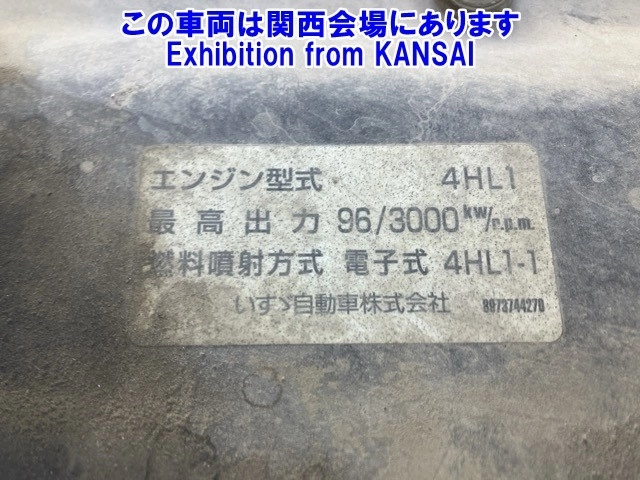 この車両は関西会場にあります
Exhibition from KANSAI
エンジン型式 4HL1
最高出力 96/3000 kw/r.p.m.
燃料噴射方式 電子式 4HL1-1
いすゞ自動車株式会社 8973744270